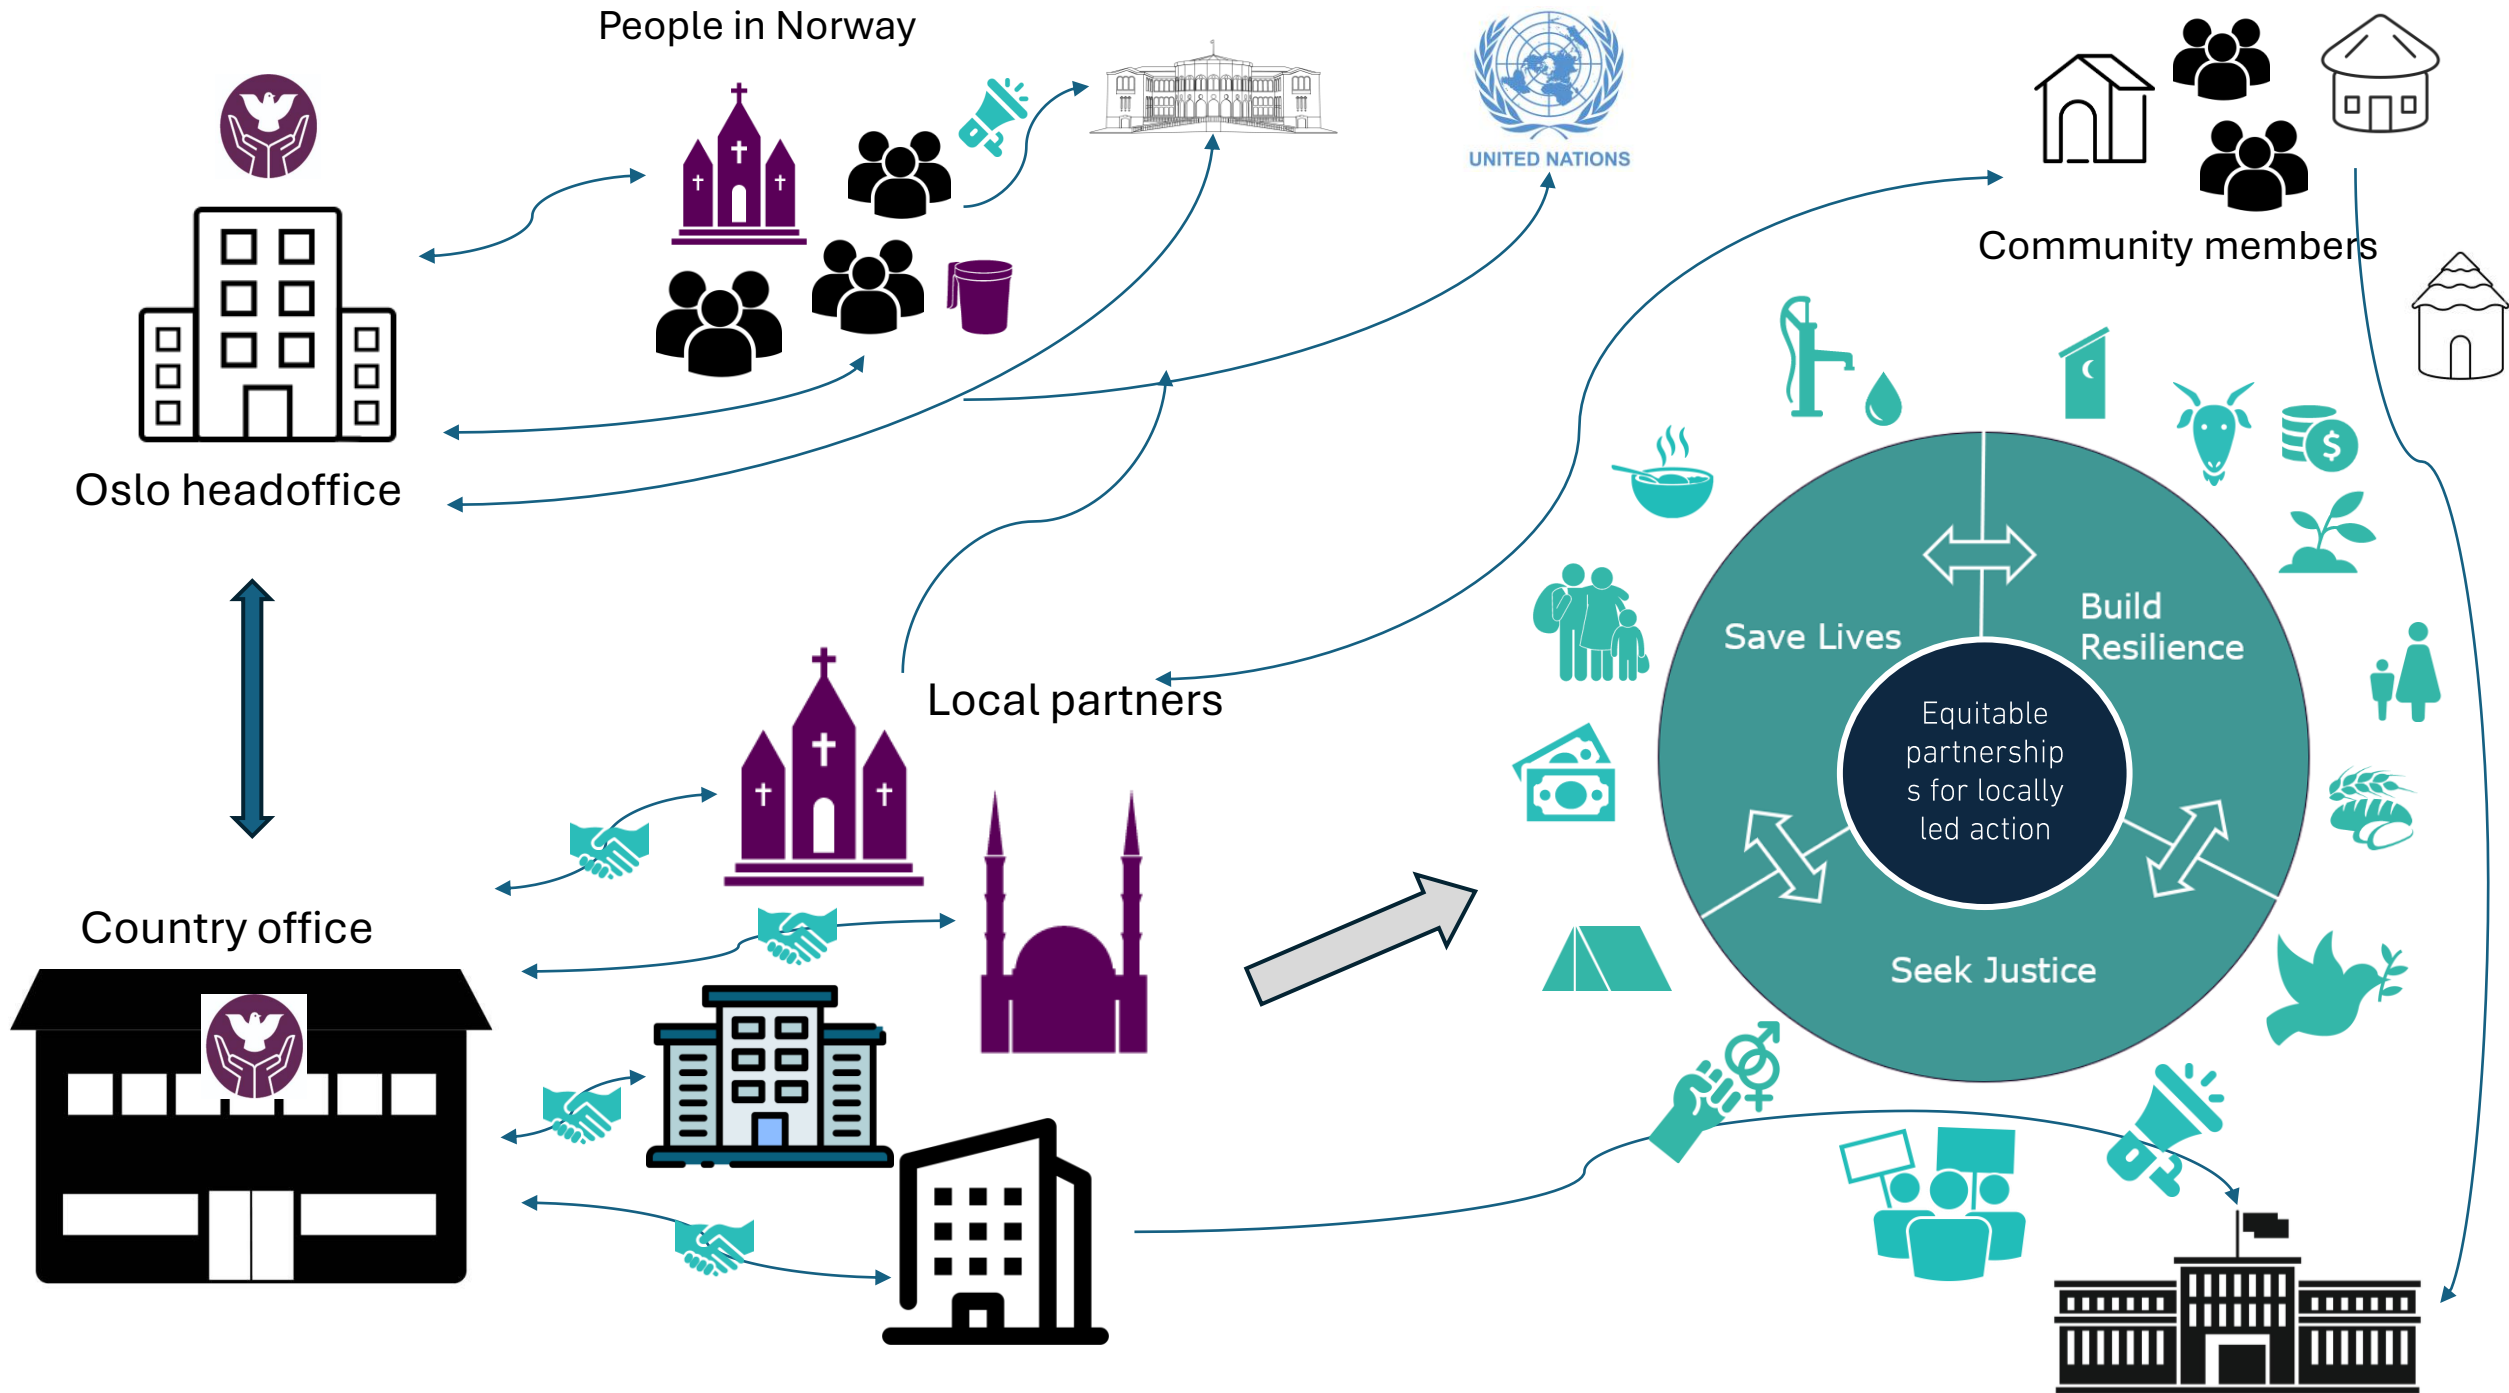 People in Norway
UNITED NATIONS
Community members
Oslo headoffice
Save Lives
Build
Resilience
Local partners
Equitable
partnership
s for locally
led action
$
Country office
Seek Justice